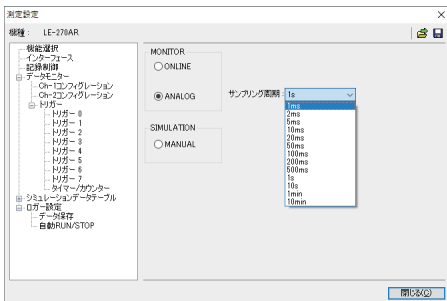 測定設定
機種： LE-270AR
機能選択
インターフェース
記録制御
データモニター
Ch-1コンフィグレーション
Ch-2コンフィグレーション
トリガー
トリガー 0
トリガー 1
トリガー 2
トリガー 3
トリガー 4
トリガー 5
トリガー 6
トリガー 7
タイマー/カウンター
シミュレーションデータテーブル
ロガー設定
データ保存
自動RUN/STOP
MONITOR
ONLINE
ANALOG
サンプリング周期： 1s
1ms
2ms
5ms
10ms
20ms
50ms
100ms
200ms
500ms
1s
10s
1min
10min
SIMULATION
MANUAL
閉じる(C)